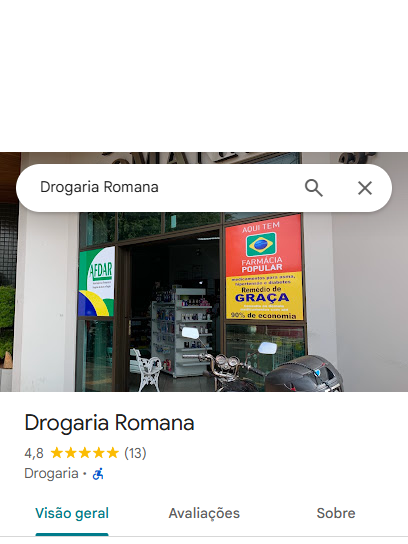 Drogaria Romana
AQUI TEM
FARMÁCIA
POPULAR
AFDAR
medicamentos para asma,
hipertensão e diabetes
Remédio de
GRAÇA
90% de economia
Drogaria Romana
4,8 (13)
Drogaria ·
Visão geral
Avaliações
Sobre